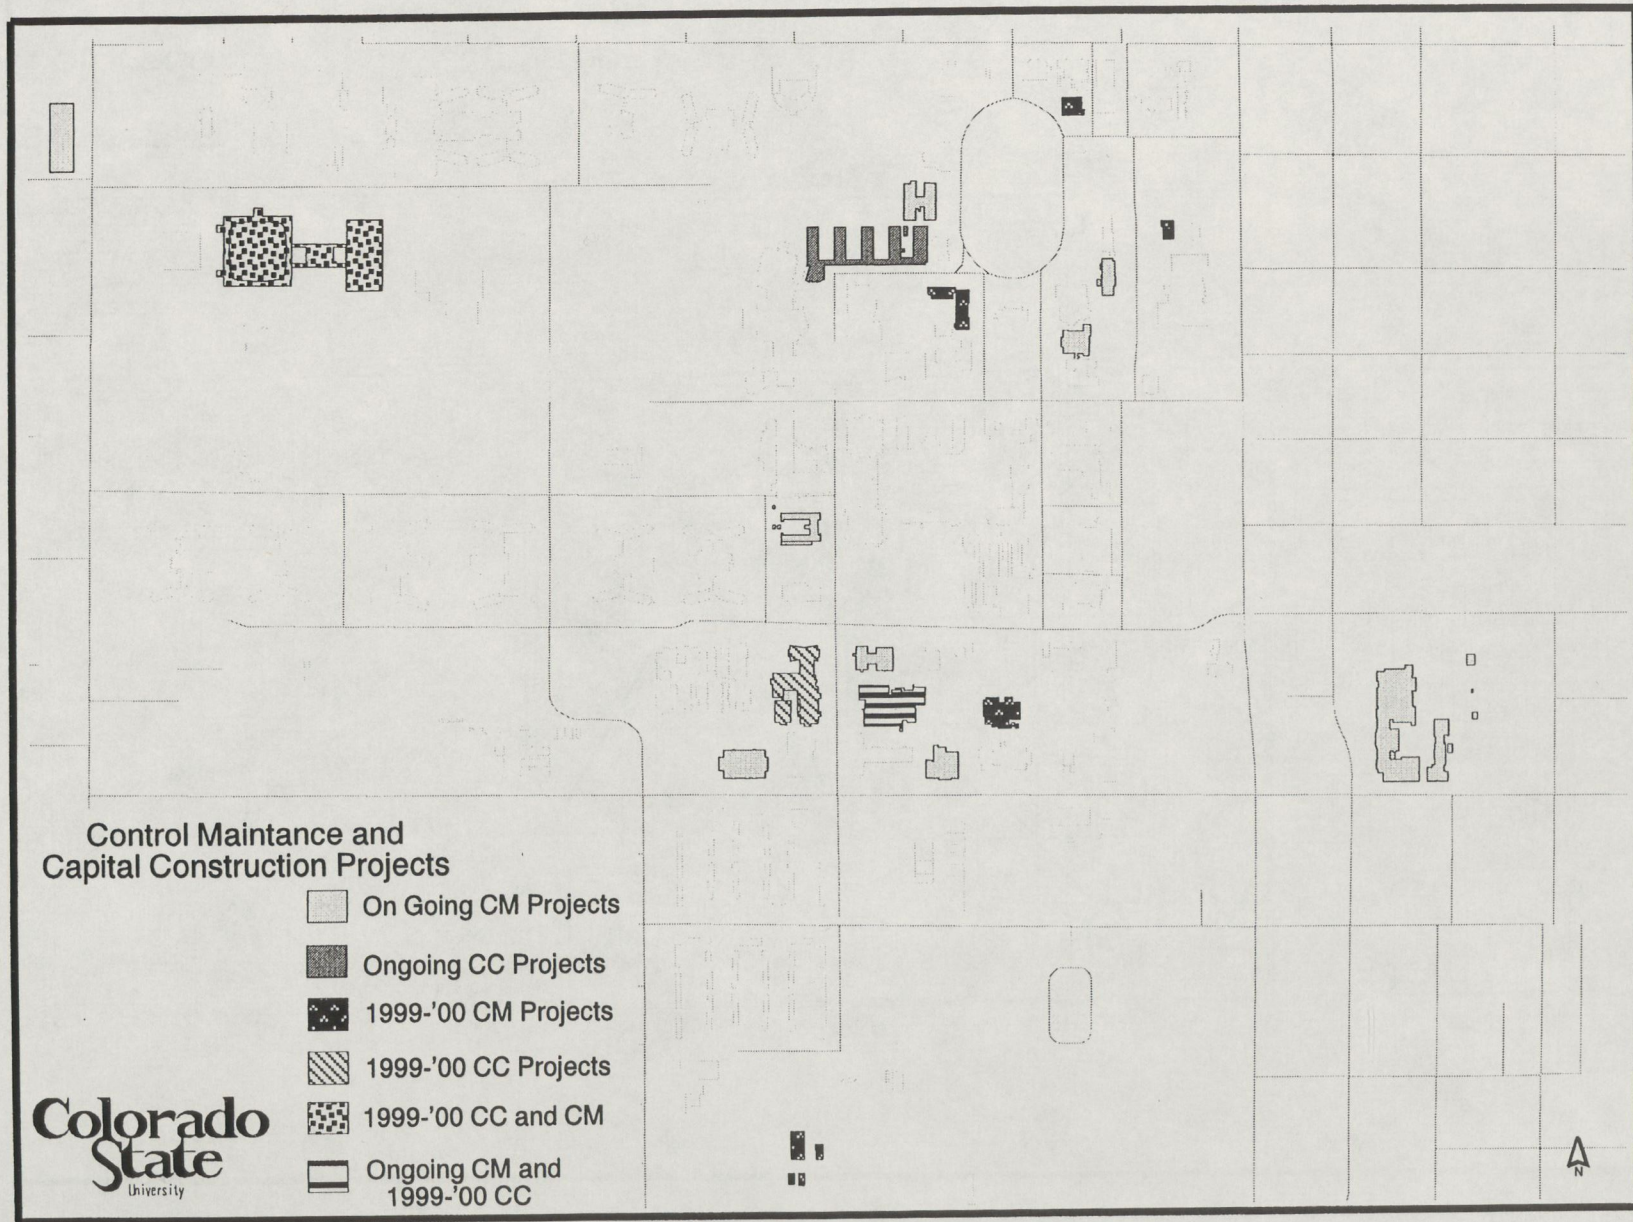 Control Maintance and
Capital Construction Projects
On Going CM Projects
Ongoing CC Projects
1999-'00 CM Projects
1999-'00 CC Projects
1999-'00 CC and CM
Ongoing CM and
1999-'00 CC
Colorado
State
University
N